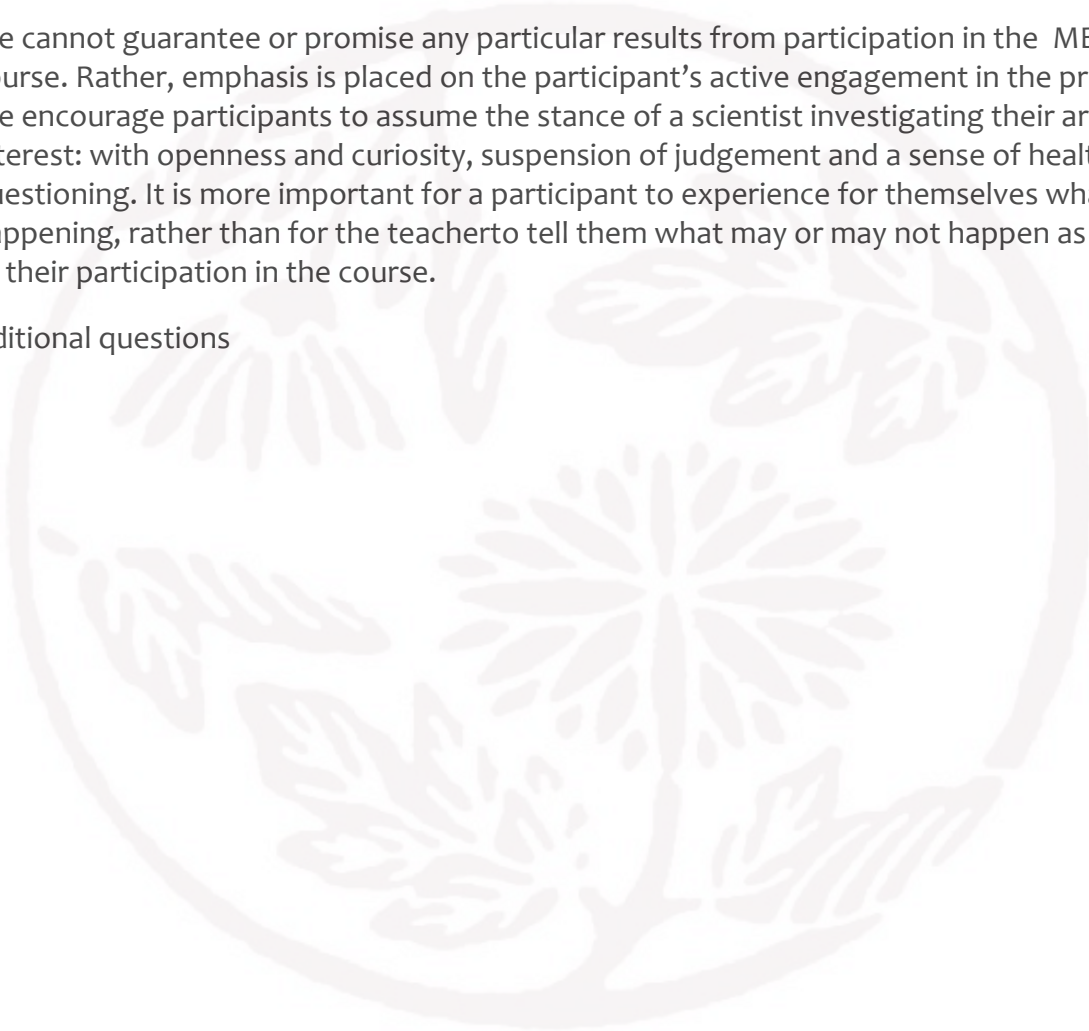 e cannot guarantee or promise any particular results from participation in the ME
ourse. Rather, emphasis is placed on the participant’s active engagement in the pr
e encourage participants to assume the stance of a scientist investigating their ar
terest: with openness and curiosity, suspension of judgement and a sense of healt
uestioning. It is more important for a participant to experience for themselves wha
appening, rather than for the teacherto tell them what may or may not happen as
their participation in the course.
ditional questions